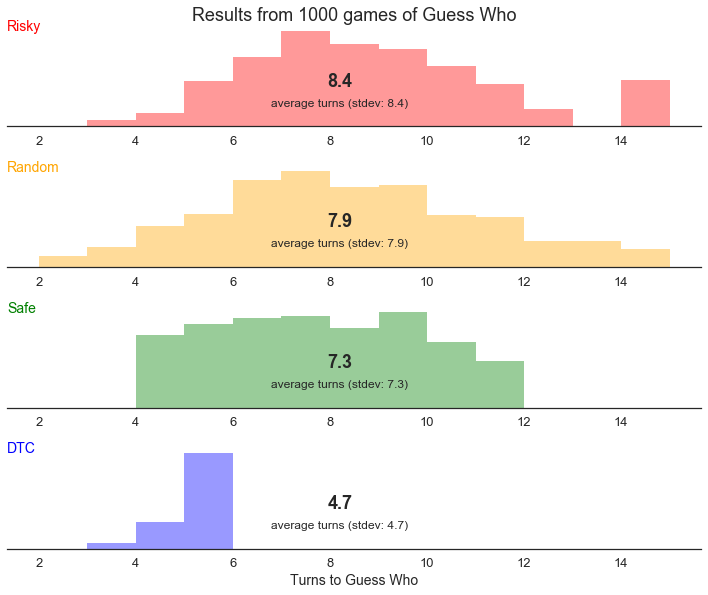 Results from 1000 games of Guess Who
Risky
8.4
average turns (stdev: 8.4)
2 4 6 8 10 12 14
Random
7.9
average turns (stdev: 7.9)
2 4 6 8 10 12 14
Safe
7.3
average turns (stdev: 7.3)
2 4 6 8 10 12 14
DTC
4.7
average turns (stdev: 4.7)
2 4 6 8 10 12 14
Turns to Guess Who